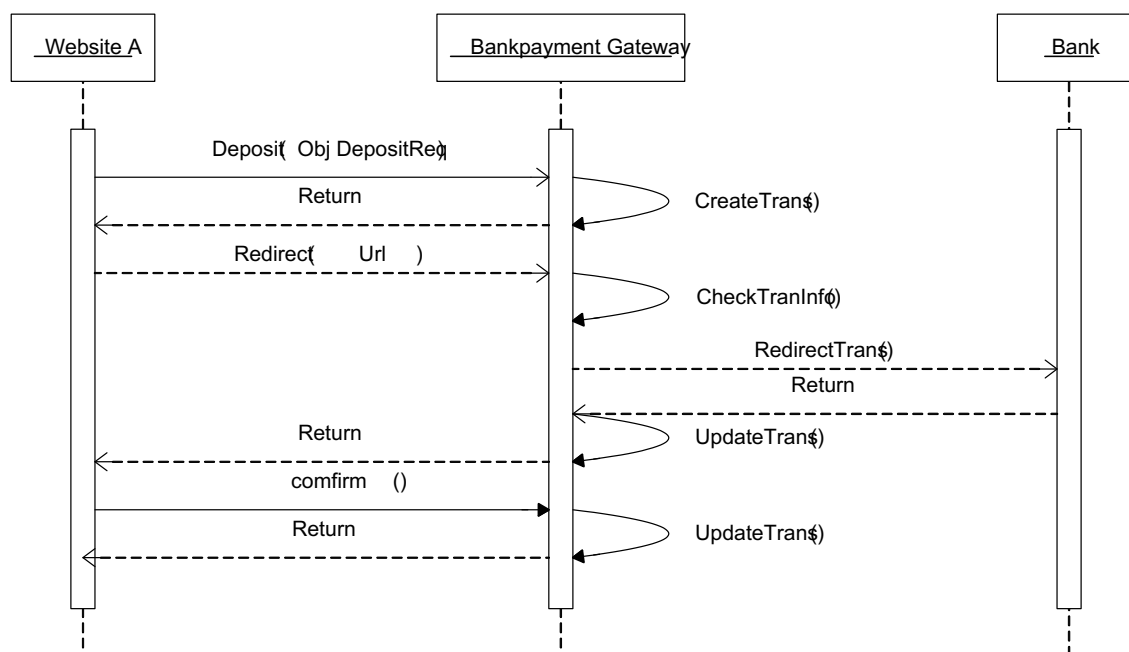 Website A
Bankpayment Gateway
Bank
Deposit( Obj DepositReq)
Return
CreateTrans()
Redirect( Url )
CheckTranInfo()
RedirectTrans()
Return
Return
UpdateTrans()
comfirm ()
Return
UpdateTrans()